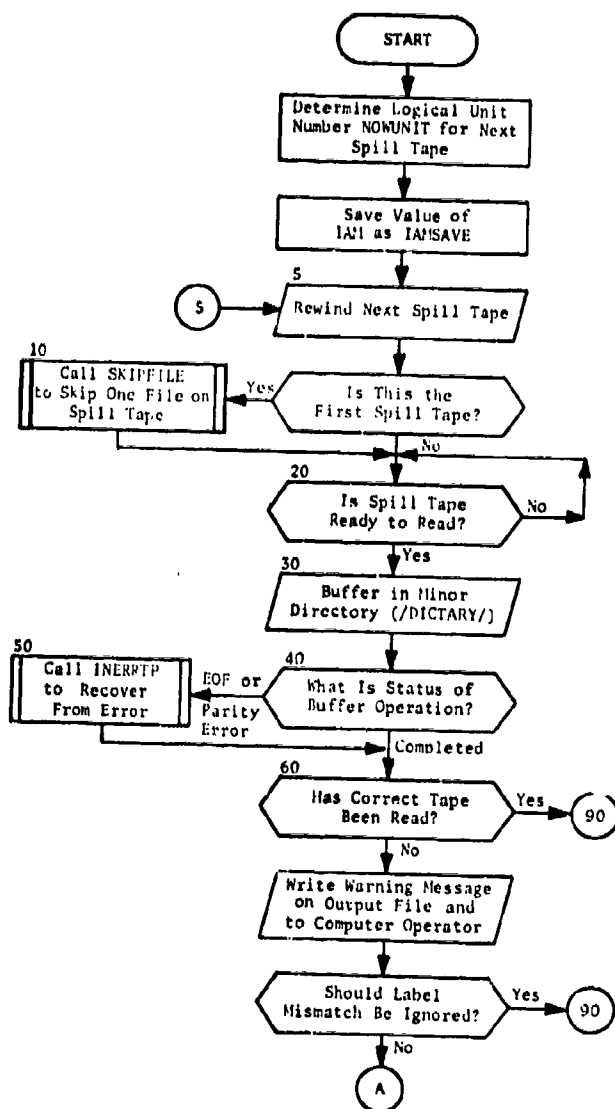 START
Determine Logical Unit
Number NOWUNIT for Next
Spill Tape
Save Value of
IAM as IAMSAVE
5
5
Rewind Next Spill Tape
10
Call SKIPFILE
to Skip One File on
Spill Tape
Yes
Is This the
First Spill Tape?
No
20
Is Spill Tape
Ready to Read?
No
Yes
30
Buffer in Minor
Directory (/DICTARY/)
50
Call INERPTP
to Recover
From Error
EOF or
Parity
Error
40
What Is Status of
Buffer Operation?
Completed
60
Has Correct Tape
Been Read?
Yes
90
No
Write Warning Message
on Output File and
to Computer Operator
Should Label
Mismatch Be Ignored?
Yes
90
No
A